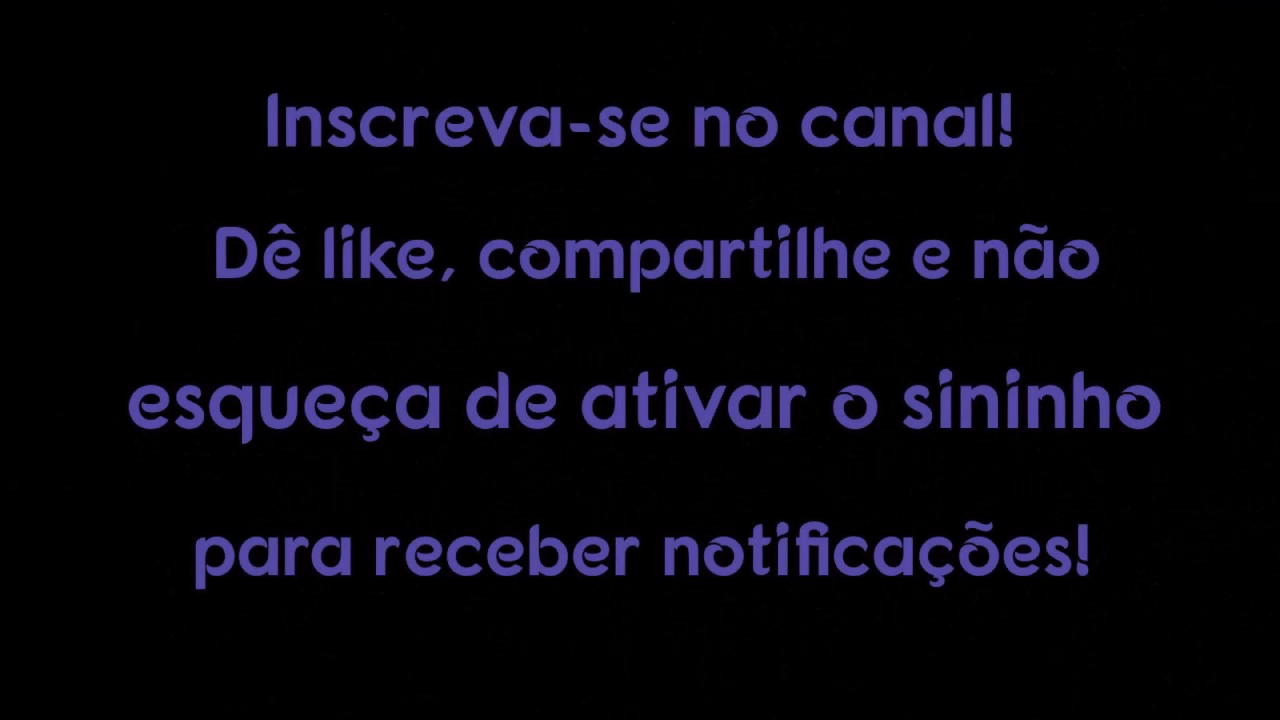 Inscreva-se no canal!
Dê like, compartilhe e não
esqueça de ativar o sininho
para receber notificações!